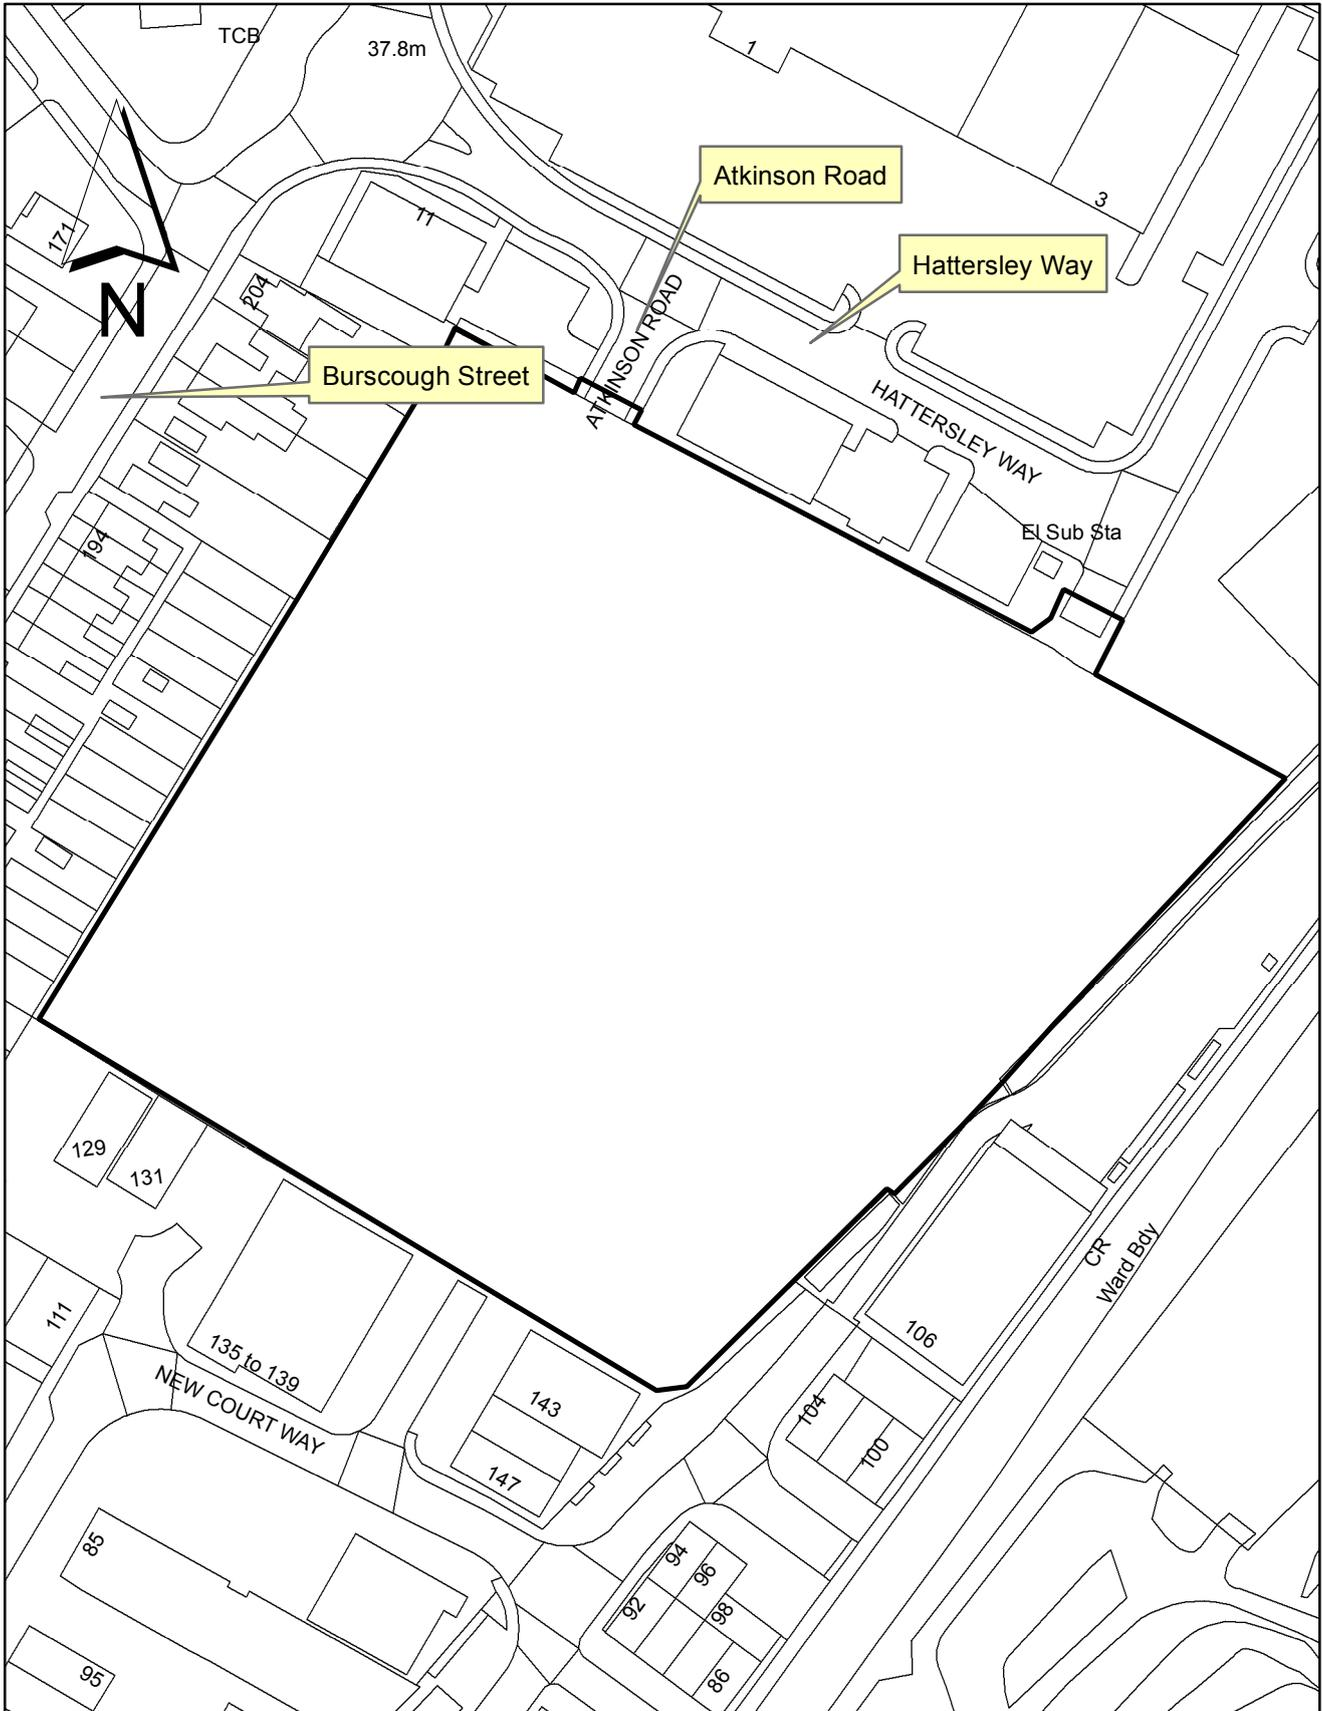 TCB
37.8m
1
Atkinson Road
3
171
11
Hattersley Way
204
N
ATKINSON ROAD
Burscough Street
HATTERSLEY WAY
El Sub Sta
194
129
131
CR
Ward Bdy
111
135 to 139
106
NEW COURT WAY
143
104
100
147
85
94
96
92
98
86
95